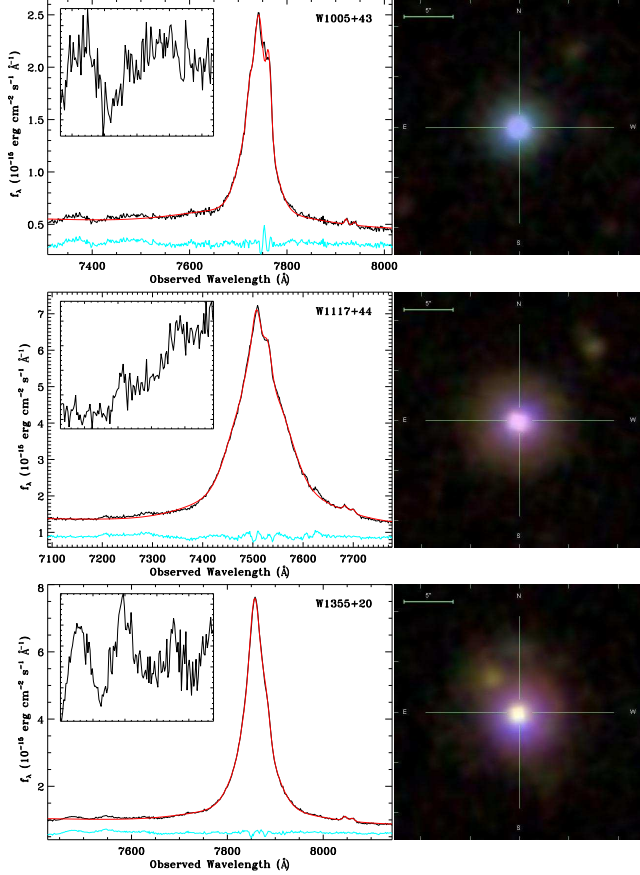 W1005+43
2.5
2.0
1.5
1.0
0.5
f_λ (10⁻¹⁵ erg cm⁻² s⁻¹ Å⁻¹)
7400
7600
7800
8000
Observed Wavelength (Å)
5"
N
E
W
S
W1117+44
7
6
5
4
3
2
1
f_λ (10⁻¹⁵ erg cm⁻² s⁻¹ Å⁻¹)
7100
7200
7300
7400
7500
7600
7700
Observed Wavelength (Å)
5"
N
E
W
S
W1355+20
8
6
4
2
f_λ (10⁻¹⁵ erg cm⁻² s⁻¹ Å⁻¹)
7600
7800
8000
Observed Wavelength (Å)
5"
N
E
W
S